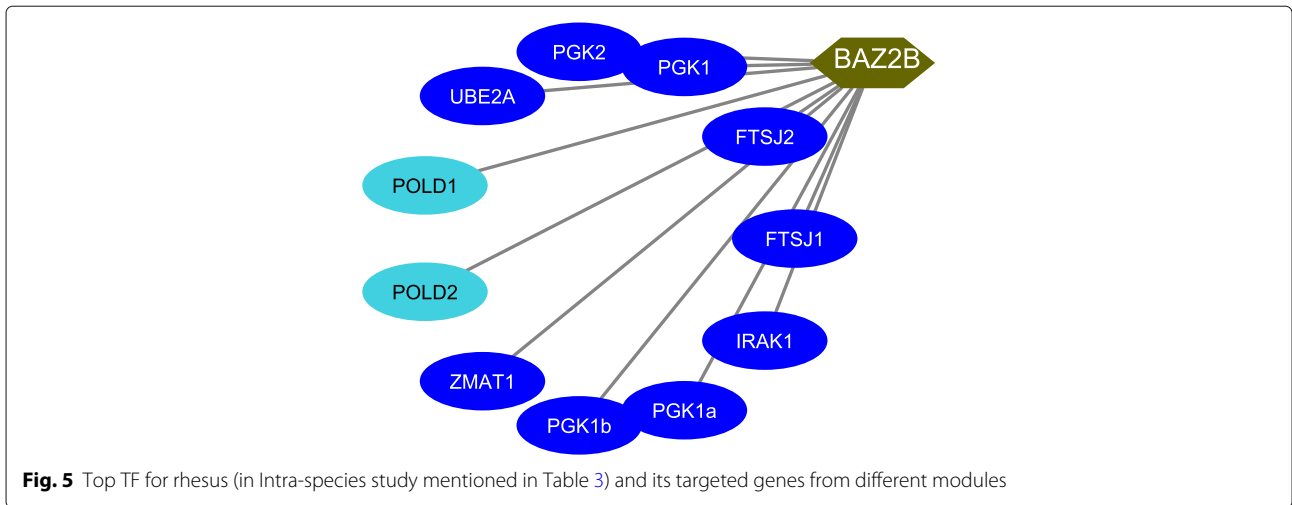 PGK2
PGK1
BAZ2B
UBE2A
FTSJ2
POLD1
FTSJ1
POLD2
IRAK1
ZMAT1
PGK1a
PGK1b
Fig. 5 Top TF for rhesus (in Intra-species study mentioned in Table 3) and its targeted genes from different modules